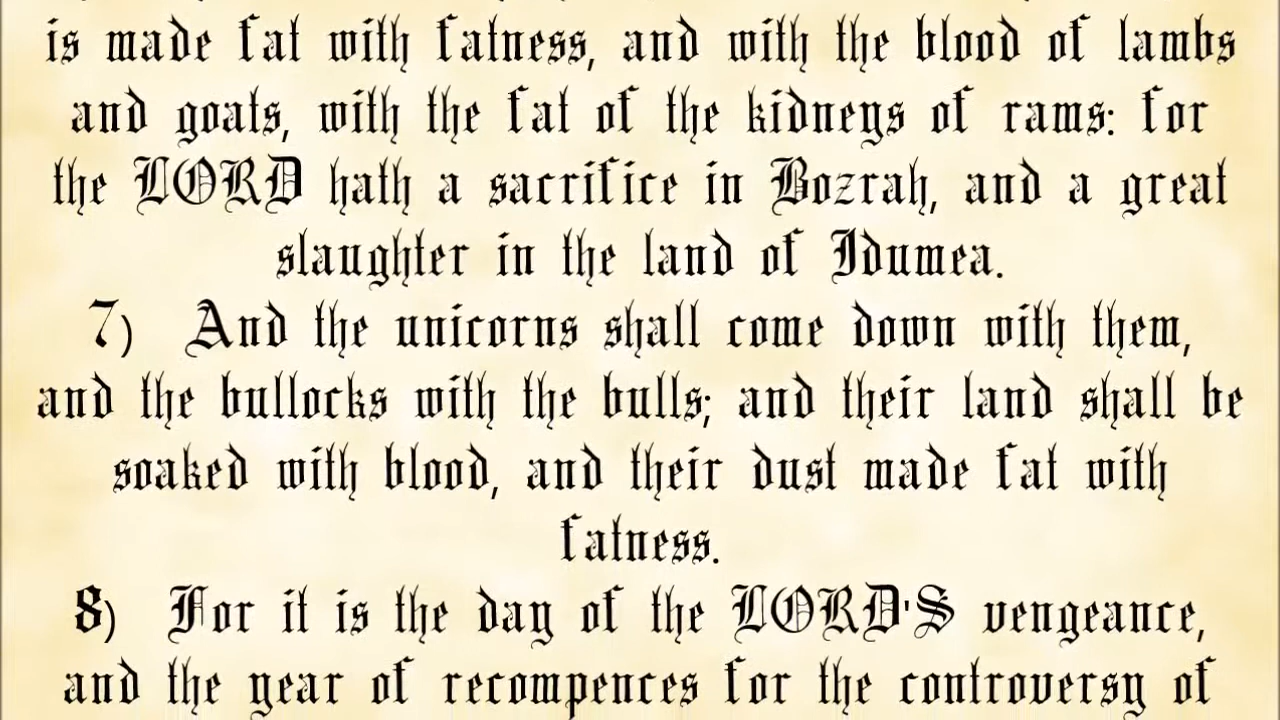 is made fat with fatness, and with the blood of lambs
and goats, with the fat of the kidneys of rams: for
the LORD hath a sacrifice in Bozrah, and a great
slaughter in the land of Idumea.
7) And the unicorns shall come down with them,
and the bullocks with the bulls; and their land shall be
soaked with blood, and their dust made fat with
fatness.
8) For it is the day of the LORD'S vengeance,
and the year of recompences for the controversy of